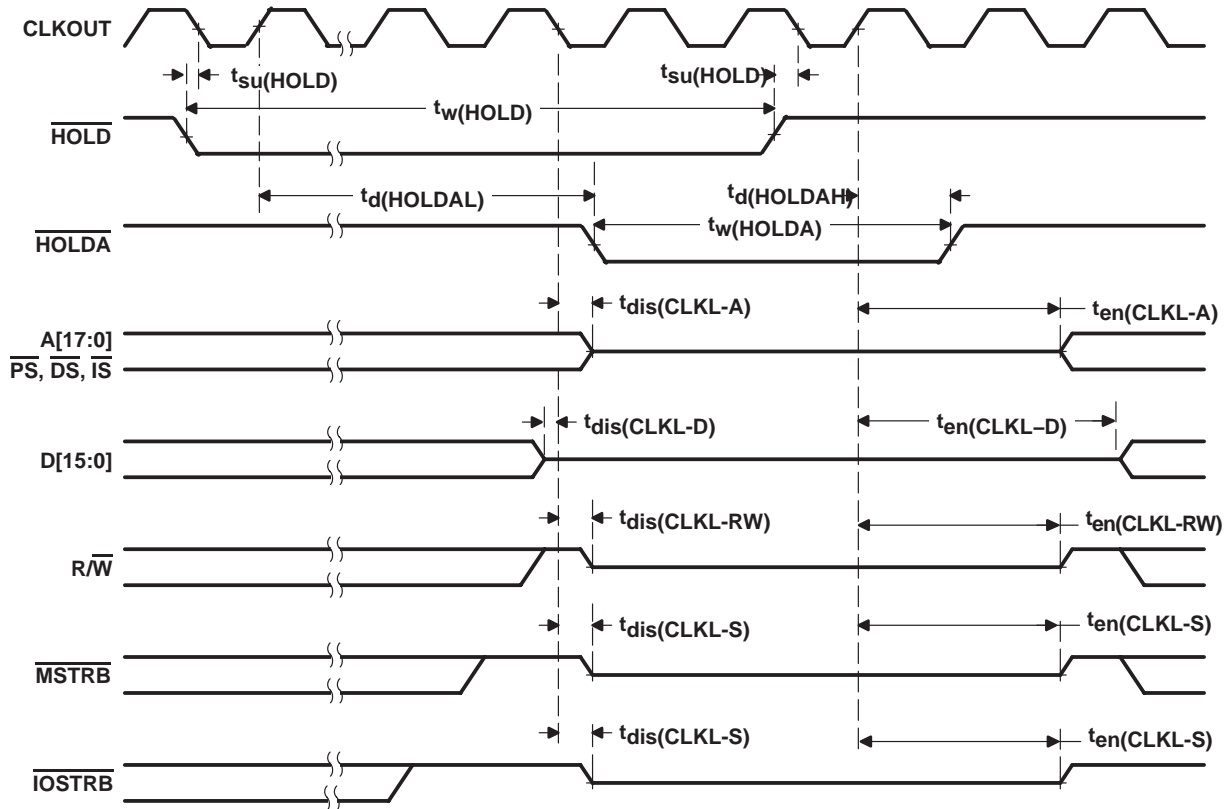 CLKOUT
tsu(HOLD)
tsu(HOLD)
tw(HOLD)
HOLD
td(HOLDAL)
td(HOLDAH)
tw(HOLDA)
HOLDA
tdis(CLKL-A)
ten(CLKL-A)
A[17:0]
PS, DS, IS
tdis(CLKL-D)
ten(CLKL–D)
D[15:0]
tdis(CLKL-RW)
ten(CLKL-RW)
R/W
tdis(CLKL-S)
ten(CLKL-S)
MSTRB
tdis(CLKL-S)
ten(CLKL-S)
IOSTRB